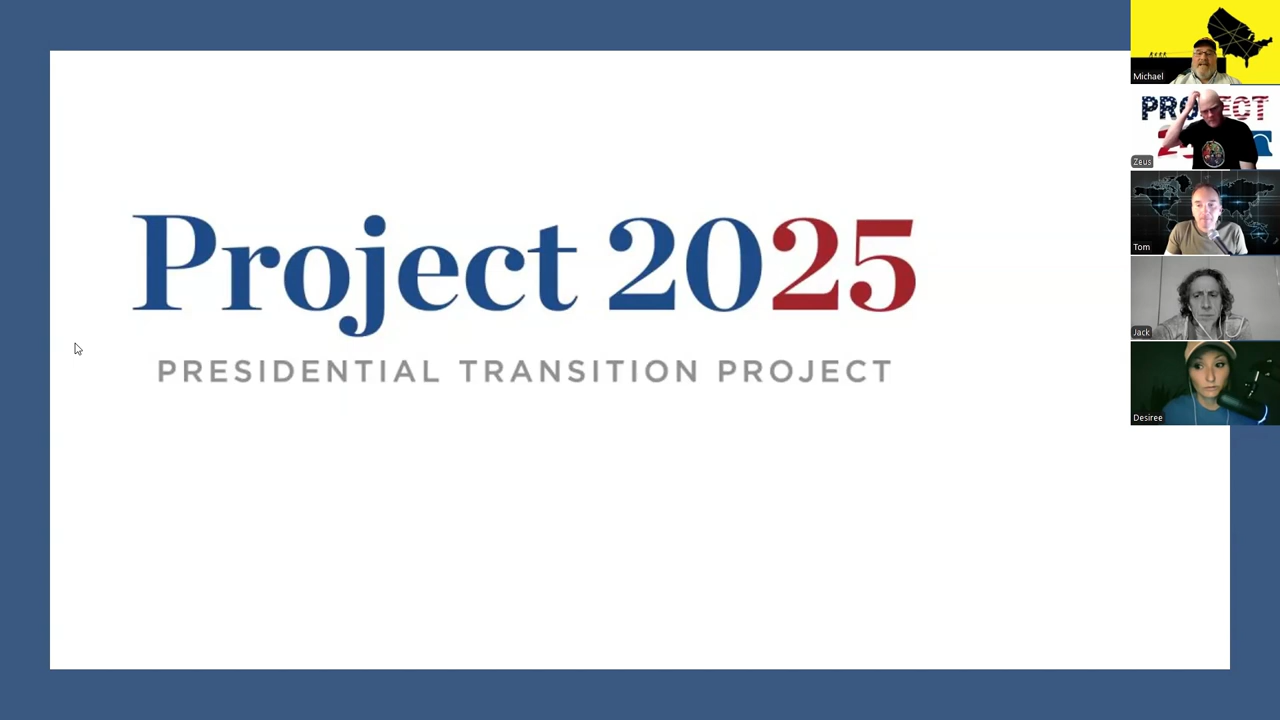 Project 2025
PRESIDENTIAL TRANSITION PROJECT
Michael
Zeus
Tom
Jack
Desiree